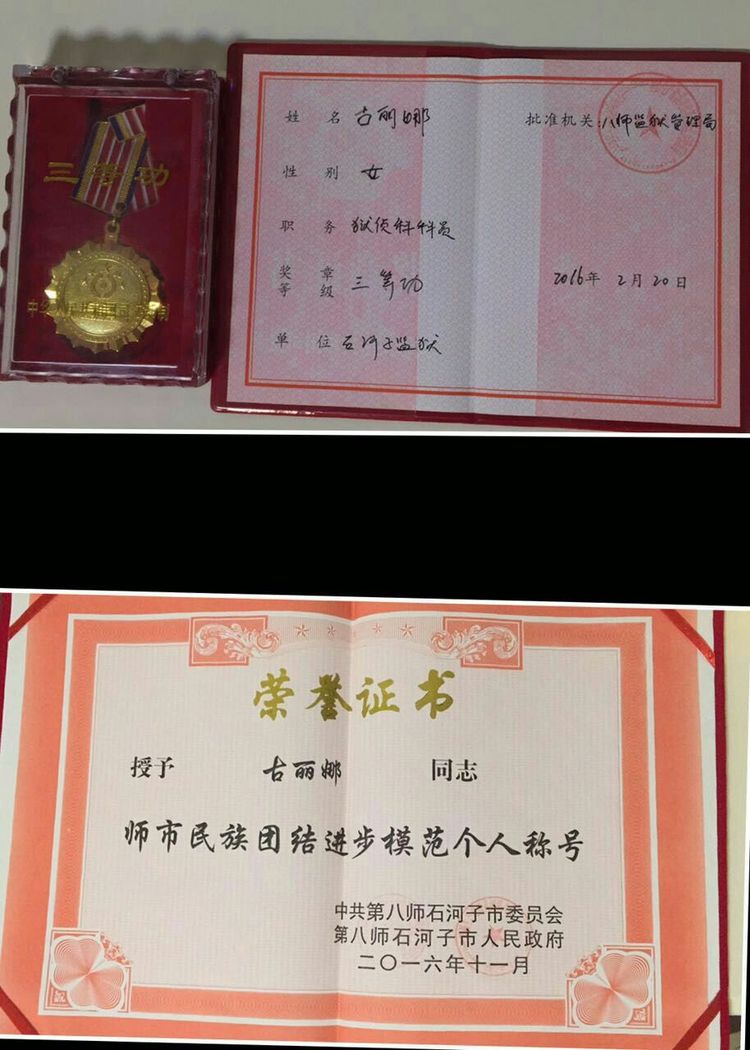 三等功
姓名 古丽娜
性别 女
职务 狱侦科科员
奖章等级 三等功
单位 石河子监狱
批准机关:八师监狱管理局
2016年2月20日
荣誉证书
授予 古丽娜 同志
师市民族团结进步模范个人称号
中共第八师石河子市委员会
第八师石河子市人民政府
二〇一六年十一月